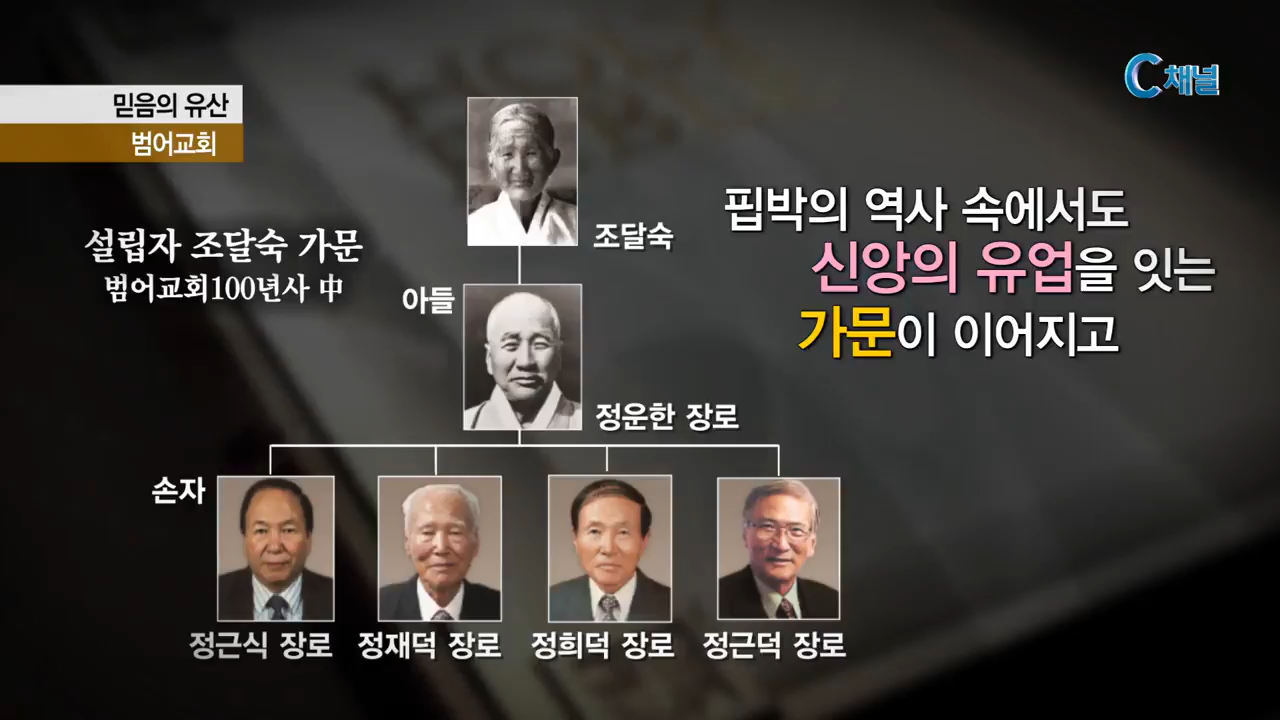 믿음의 유산
범어교회
C채널
설립자 조달숙 가문
범어교회100년사 中
핍박의 역사 속에서도
신앙의 유업을 잇는
가문이 이어지고
조달숙
아들
정운한 장로
손자
정근식 장로
정재덕 장로
정희덕 장로
정근덕 장로